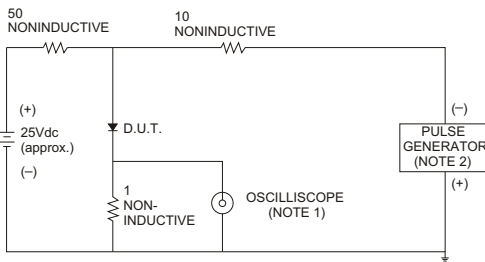 50
NONINDUCTIVE
10
NONINDUCTIVE
(+)
25Vdc
(approx.)
(–)
D.U.T.
1
NON-
INDUCTIVE
OSCILLISCOPE
(NOTE 1)
(–)
PULSE
GENERATOR
(NOTE 2)
(+)